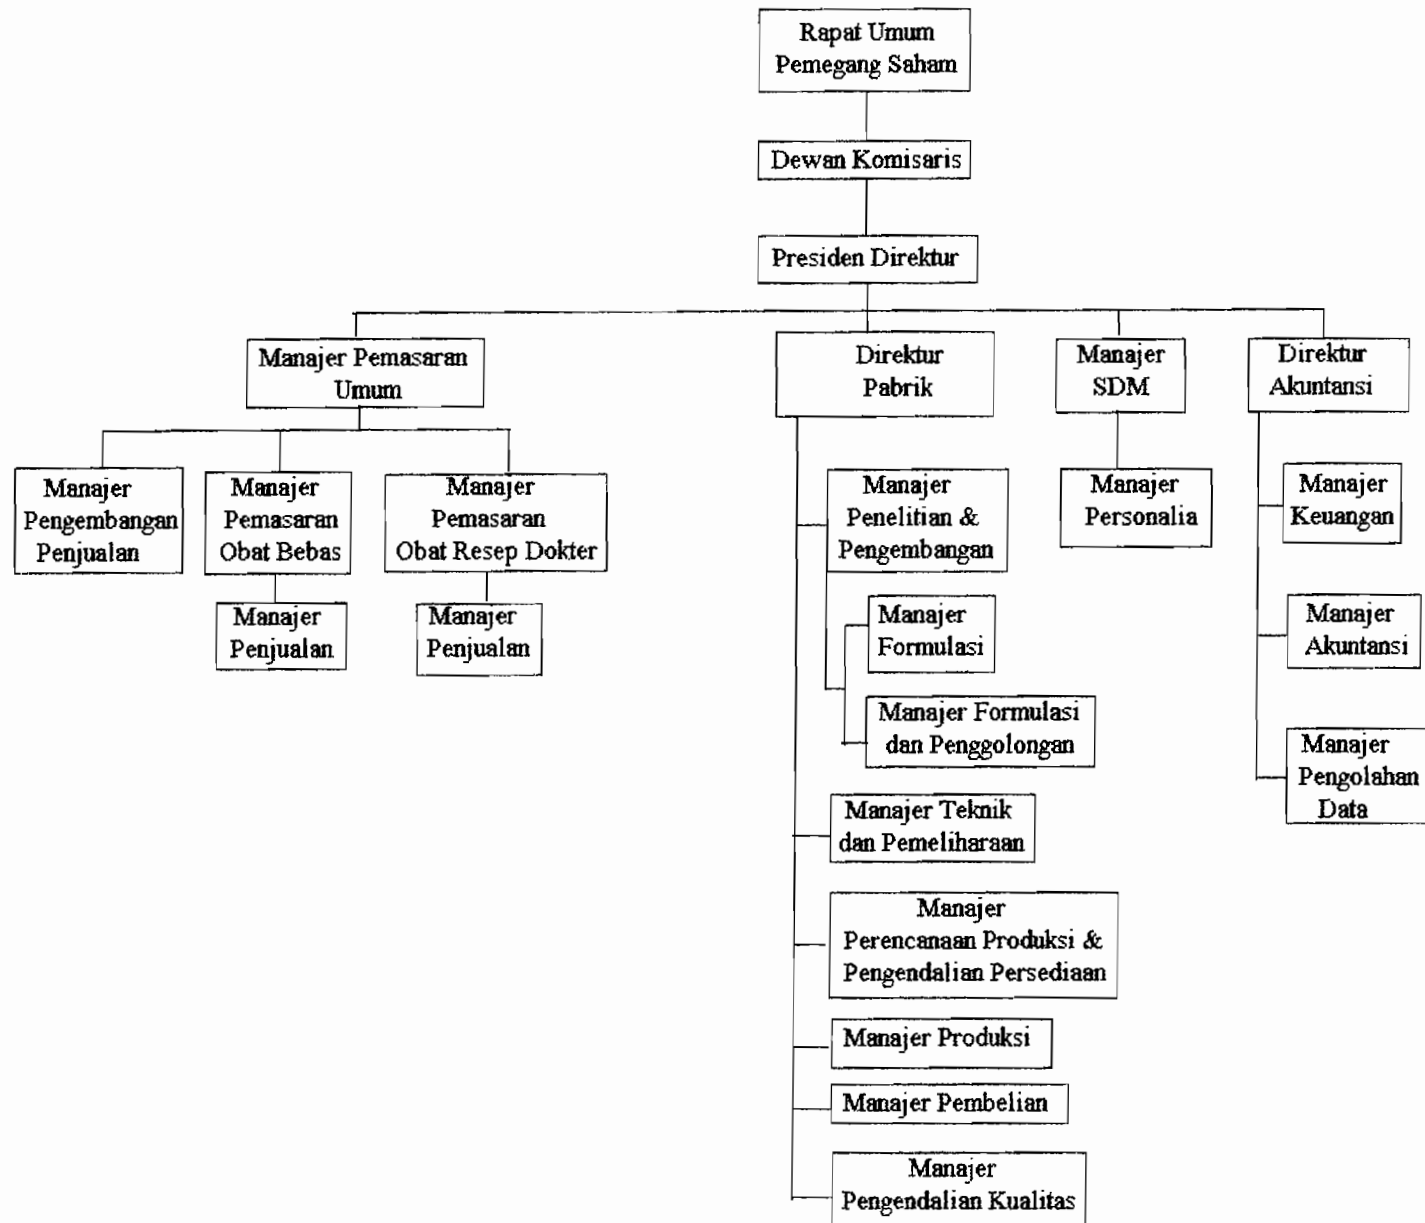 Rapat Umum
Pemegang Saham
Dewan Komisaris
Presiden Direktur
Manajer Pemasaran
Umum
Direktur
Pabrik
Manajer
SDM
Direktur
Akuntansi
Manajer
Pengembangan
Penjualan
Manajer
Pemasaran
Obat Bebas
Manajer
Pemasaran
Obat Resep Dokter
Manajer
Penjualan
Manajer
Penjualan
Manajer
Penelitian &
Pengembangan
Manajer
Formulasi
Manajer Formulasi
dan Penggolongan
Manajer Teknik
dan Pemeliharaan
Manajer
Perencanaan Produksi &
Pengendalian Persediaan
Manajer Produksi
Manajer Pembelian
Manajer
Pengendalian Kualitas
Manajer
Personalia
Manajer
Keuangan
Manajer
Akuntansi
Manajer
Pengolahan
Data